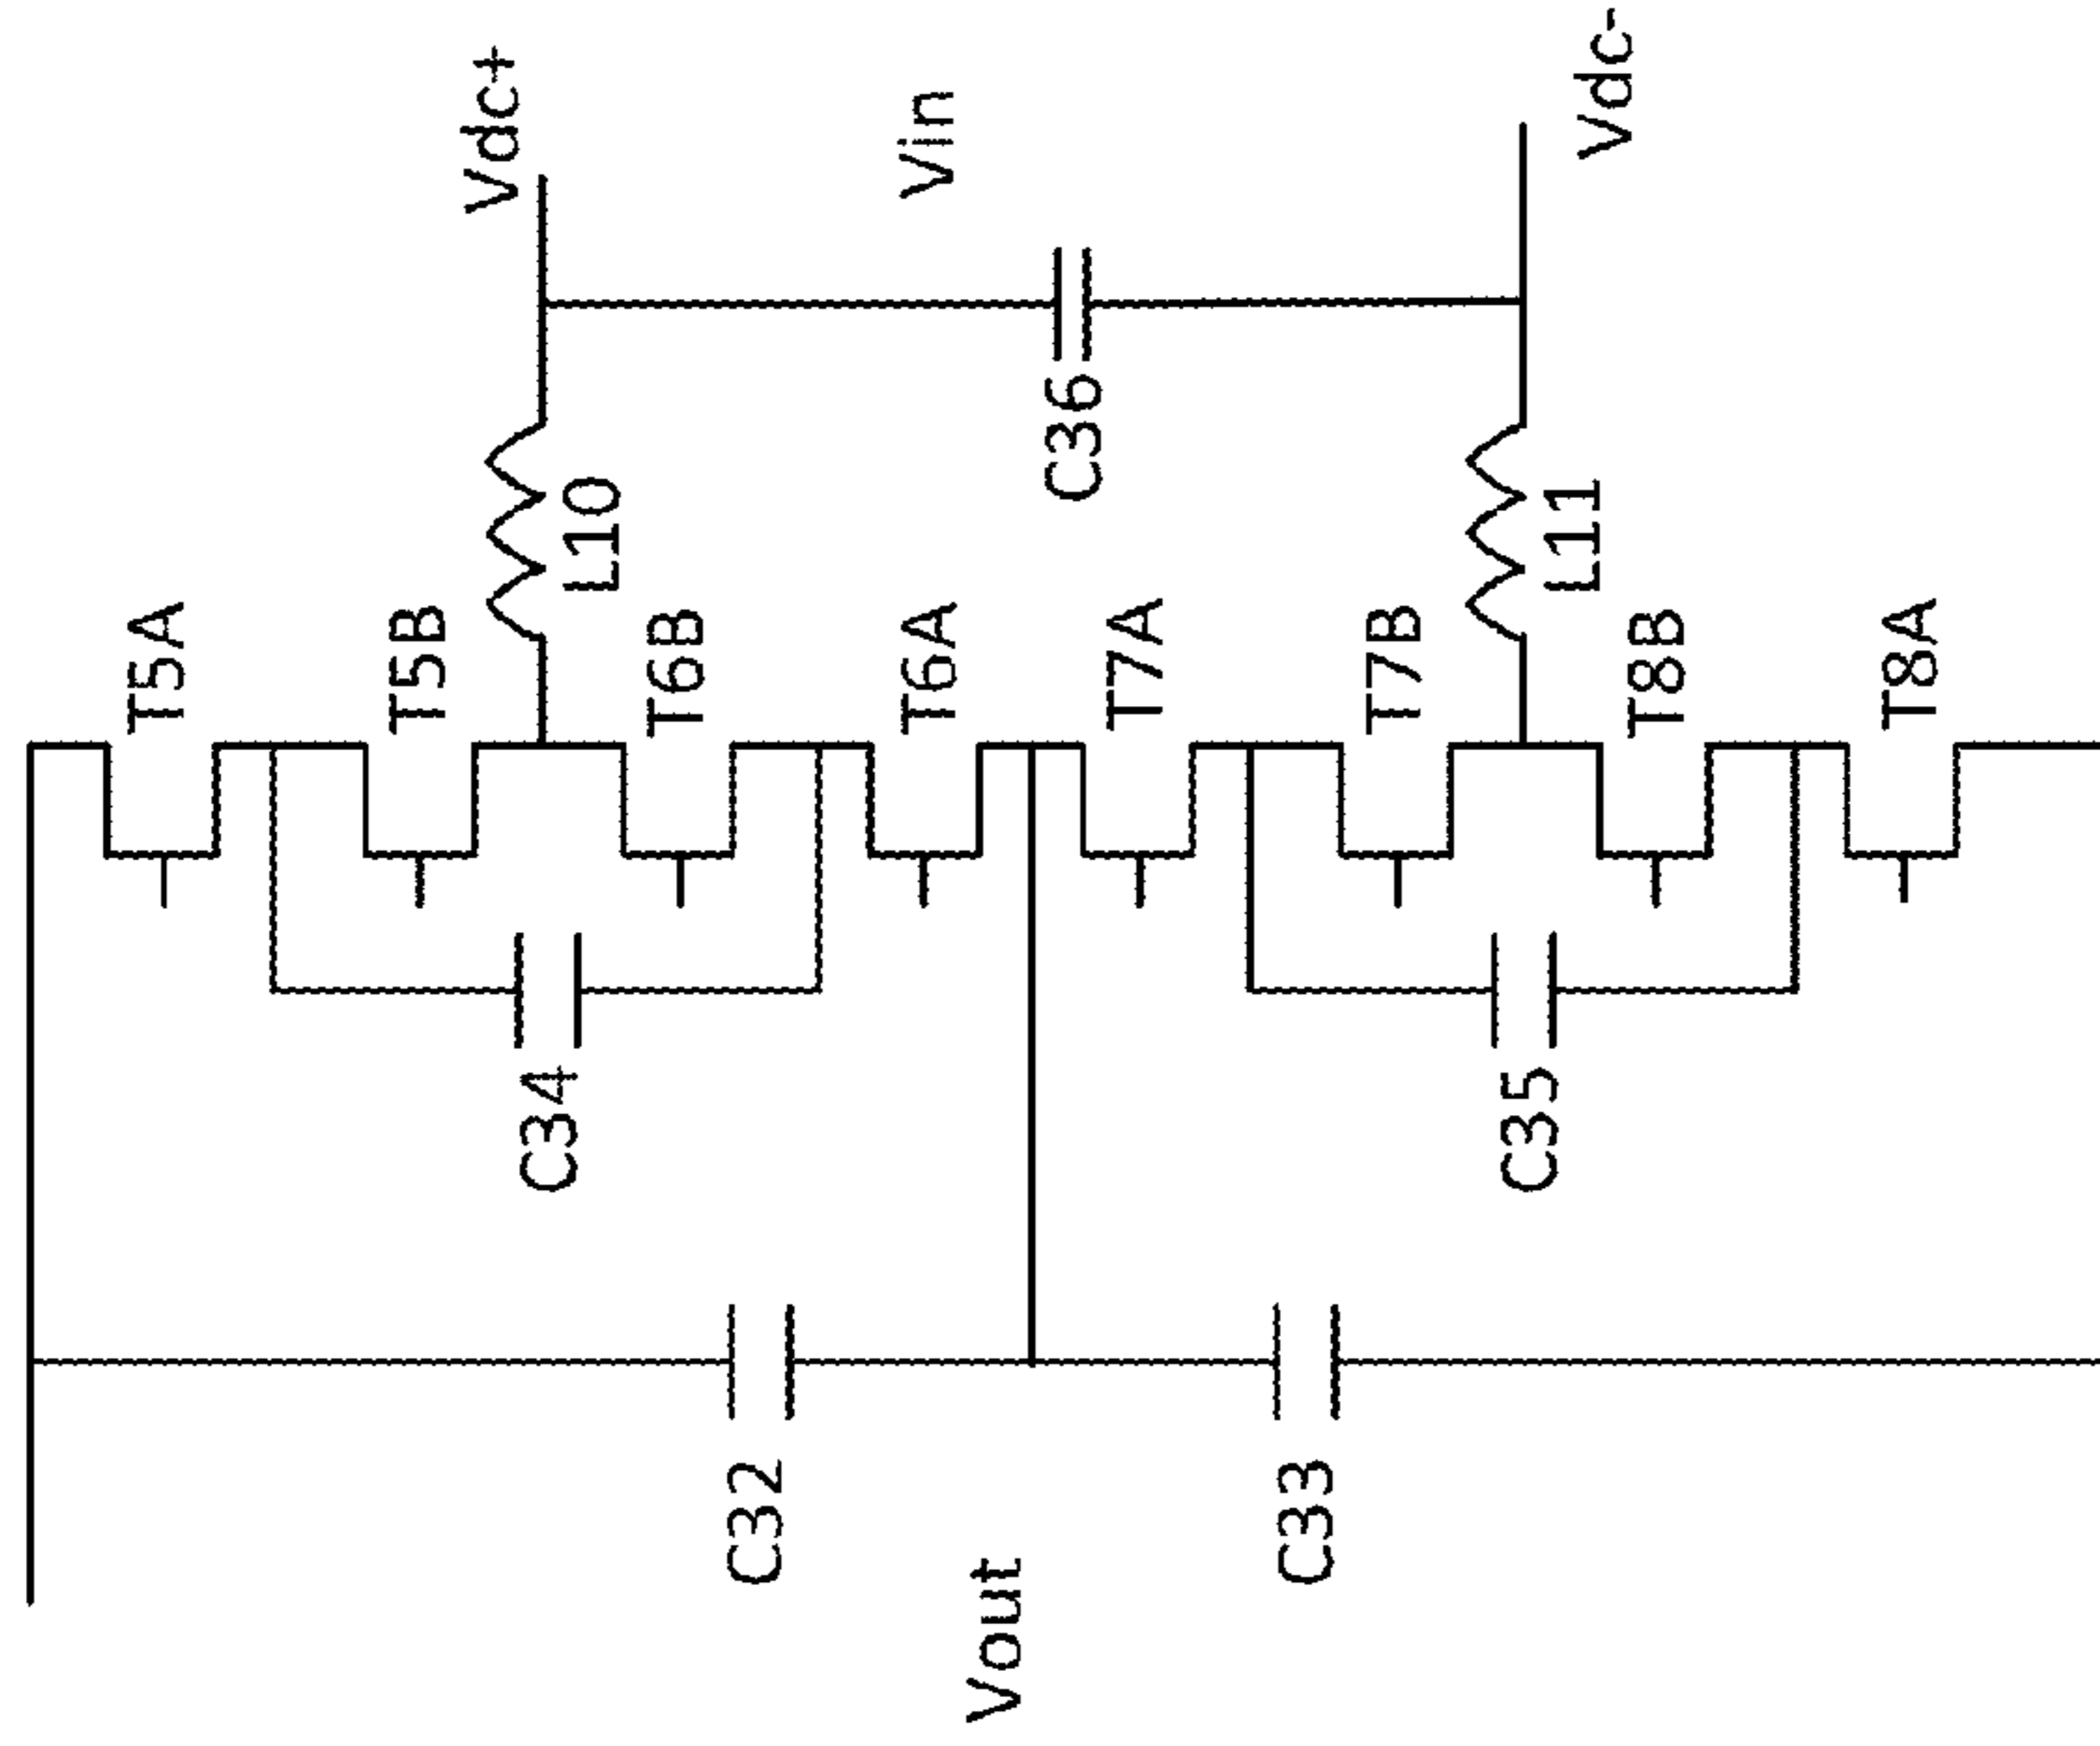 Vdc+
Vin
Vdc-
C36
L10
L11
T5A
T5B
T6B
T6A
T7A
T7B
T8B
T8A
C34
C35
C32
C33
Vout